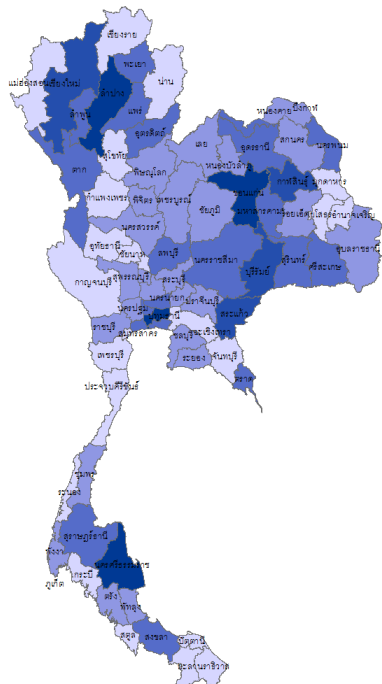 เชียงราย
พะเยา
แม่ฮ่องสอน
เชียงใหม่
น่าน
ลำปาง
ลำพูน
แพร่
บึงกาฬ
หนองคาย
เลย
อุตรดิตถ์
อุดรธานี
สกลนคร
นครพนม
สุโขทัย
หนองบัวลำภู
ตาก
พิษณุโลก
ขอนแก่น
กาฬสินธุ์
มุกดาหาร
กำแพงเพชร
พิจิตร
เพชรบูรณ์
ชัยภูมิ
มหาสารคาม
ร้อยเอ็ด
ยโสธร
อำนาจเจริญ
นครสวรรค์
อุทัยธานี
ชัยนาท
ลพบุรี
นครราชสีมา
บุรีรัมย์
สุรินทร์
ศรีสะเกษ
อุบลราชธานี
กาญจนบุรี
สุพรรณบุรี
สระบุรี
นครนายก
ปราจีนบุรี
นครปฐม
ปทุมธานี
สระแก้ว
ราชบุรี
สมุทรสาคร
ฉะเชิงเทรา
ชลบุรี
เพชรบุรี
ระยอง
จันทบุรี
ตราด
ประจวบคีรีขันธ์
ชุมพร
ระนอง
สุราษฎร์ธานี
พังงา
นครศรีธรรมราช
ภูเก็ต
กระบี่
ตรัง
พัทลุง
สตูล
สงขลา
ปัตตานี
ยะลา
นราธิวาส